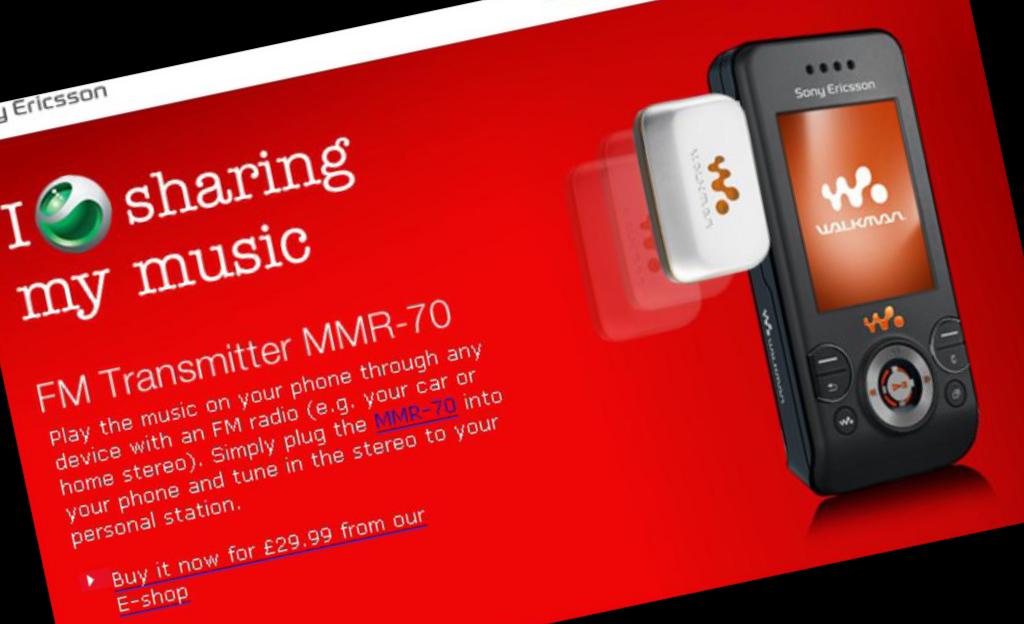 y Ericsson
I sharing
my music
FM Transmitter MMR-70
Play the music on your phone through any
device with an FM radio (e.g. your car or
home stereo). Simply plug the MMR-70 into
your phone and tune in the stereo to your
personal station.
Buy it now for £29.99 from our
E-shop
WALKMAN
Sony Ericsson
WALKMAN
WALKMAN